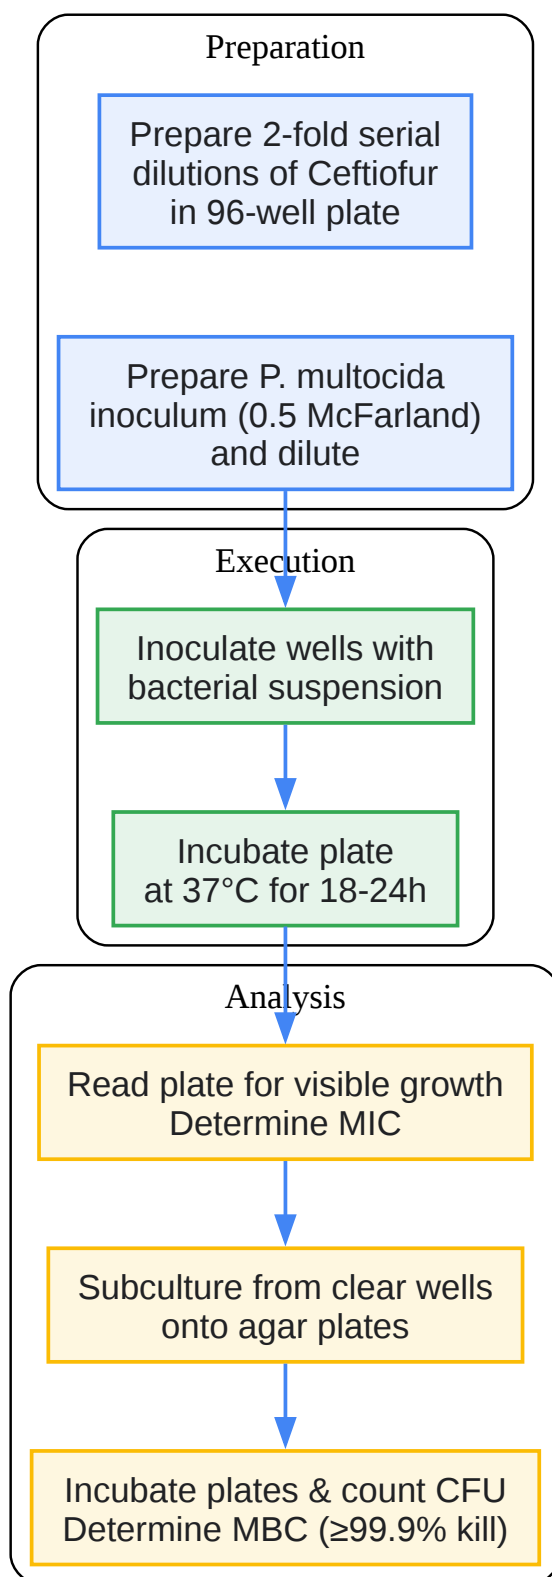 Preparation
Prepare 2-fold serial
dilutions of Ceftiofur
in 96-well plate
Prepare P. multocida
inoculum (0.5 McFarland)
and dilute
Execution
Inoculate wells with
bacterial suspension
Incubate plate
at 37°C for 18-24h
Analysis
Read plate for visible growth
Determine MIC
Subculture from clear wells
onto agar plates
Incubate plates & count CFU
Determine MBC (≥99.9% kill)